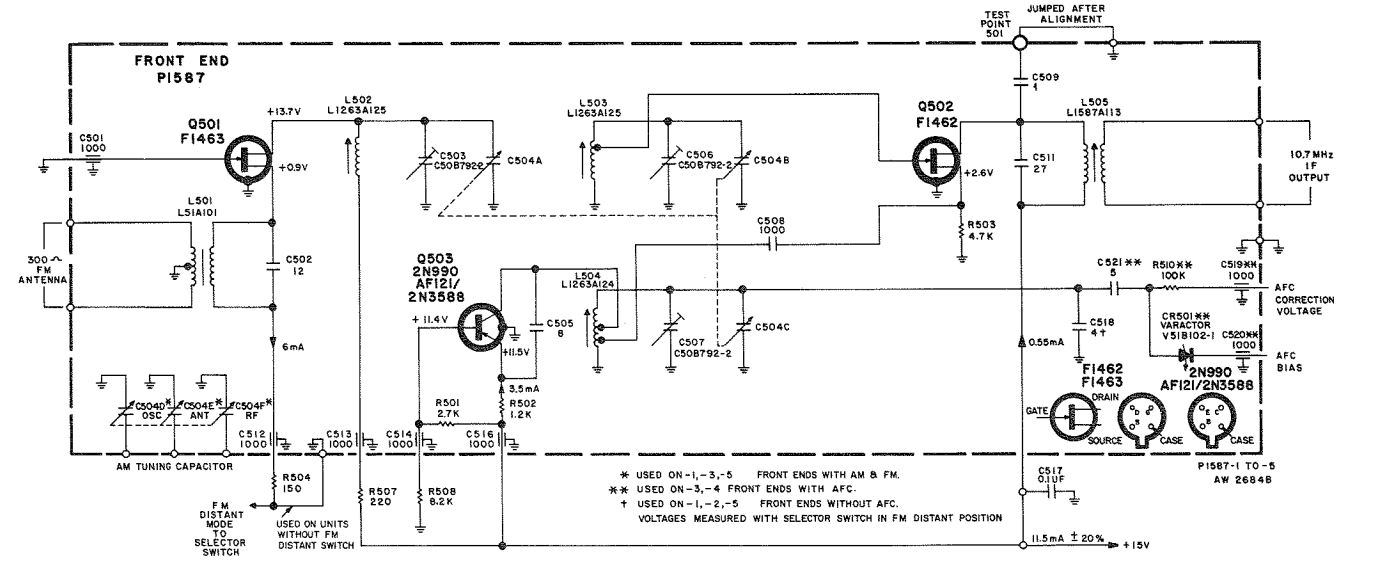 TEST
POINT
501
JUMPED AFTER
ALIGNMENT
FRONT END
P1587
C501
1000
Q501
F1463
+13.7V
+0.9V
L502
L1263A125
C503
C50B792-2
C504A
L503
L1263A125
C506
C50B792-2
C504B
Q502
F1462
+2.6V
C509
1
C511
27
L505
L1587A113
10.7MHz
IF
OUTPUT
L501
L51A101
300
FM
ANTENNA
C502
12
6mA
C508
1000
R503
4.7K
Q503
2N990
AF121/
2N3588
+ 11.4V
+11.5V
C505
8
L504
L1263A124
C507
C50B792-2
C504C
C521**
5
R510**
100K
C519**
1000
AFC
CORRECTION
VOLTAGE
C518
4†
CR501**
VARACTOR
V51B102-1
C520**
1000
AFC
BIAS
0.55mA
3.5mA
R502
1.2K
R501
2.7K
C504D*
OSC
C504E*
ANT
C504F*
RF
AM TUNING CAPACITOR
C512
1000
C513
1000
C514
1000
C516
1000
F1462
F1463
GATE
DRAIN
SOURCE
D
G
S
CASE
2N990
AF121/2N3588
E
C
B
CASE
P1587-1 TO-5
AW 2684B
R504
150
FM
DISTANT
MODE
TO
SELECTOR
SWITCH
USED ON UNITS
WITHOUT FM
DISTANT SWITCH
R507
220
R508
8.2K
C517
0.1UF
* USED ON -1,-3,-5 FRONT ENDS WITH AM & FM.
** USED ON -3,-4 FRONT ENDS WITH AFC.
† USED ON -1,-2,-5 FRONT ENDS WITHOUT AFC.
VOLTAGES MEASURED WITH SELECTOR SWITCH IN FM DISTANT POSITION
11.5mA ±20%
+15V